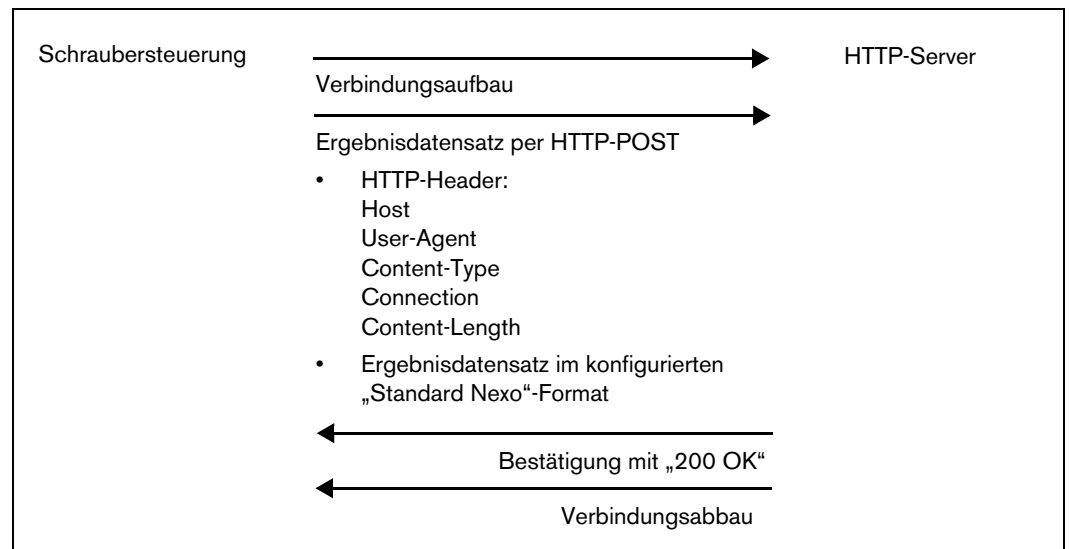 Schraubersteuerung
HTTP-Server
Verbindungsaufbau
Ergebnisdatensatz per HTTP-POST
• HTTP-Header:
Host
User-Agent
Content-Type
Connection
Content-Length
• Ergebnisdatensatz im konfigurierten
„Standard Nexo“-Format
Bestätigung mit „200 OK“
Verbindungsabbau